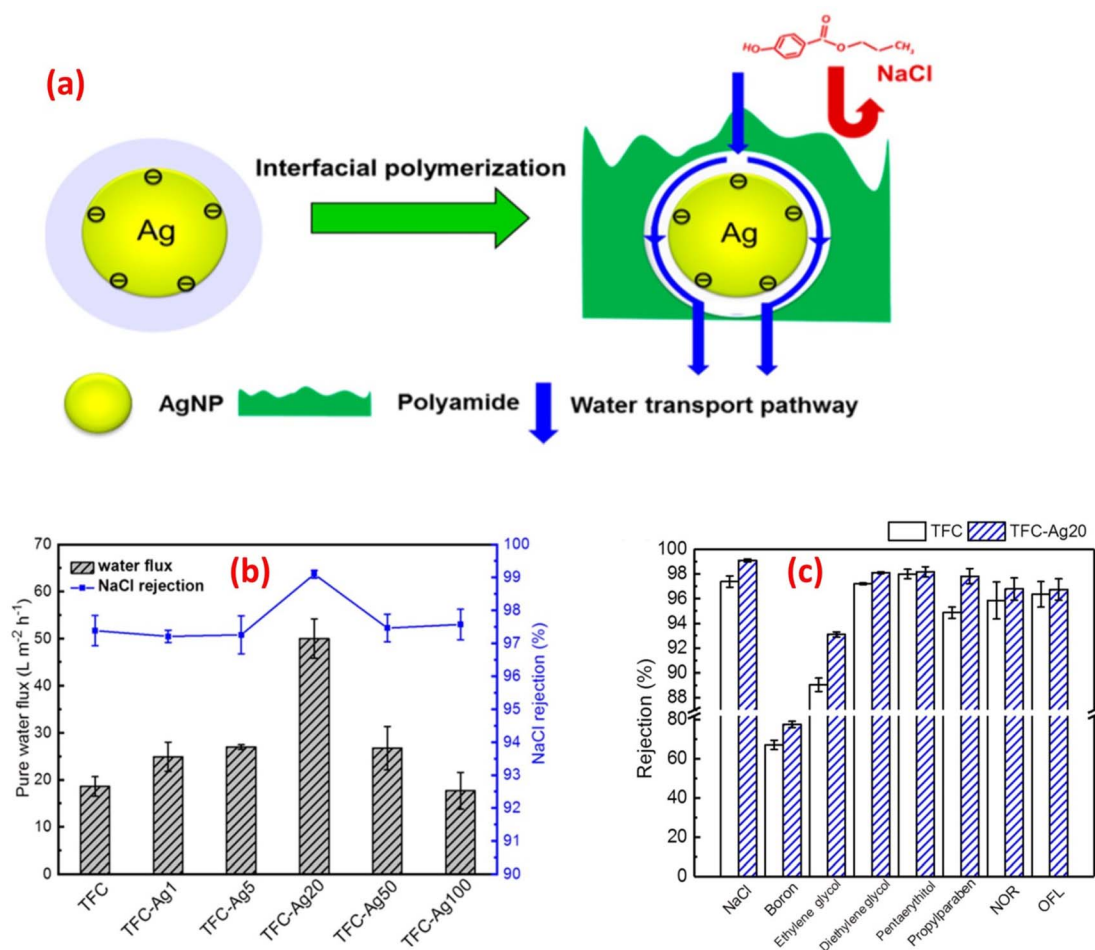 (a)
HO
O
O
CH3
NaCl
Interfacial polymerization
Ag
Ag
AgNP
Polyamide
Water transport pathway
(b)
water flux
NaCl rejection
Pure water flux (L m-2 h-1)
70
60
50
40
30
20
10
0
NaCl rejection (%)
100
99
98
97
96
95
94
93
92
91
90
TFC
TFC-Ag1
TFC-Ag5
TFC-Ag20
TFC-Ag50
TFC-Ag100
TFC
TFC-Ag20
(c)
Rejection (%)
100
98
96
94
92
90
88
80
60
40
20
0
NaCl
Boron
Ethylene glycol
Diethylene glycol
Pentaerythitol
Propylparaben
NOR
OFL